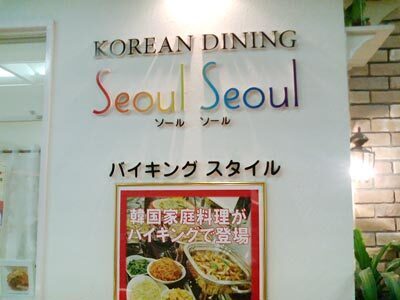 KOREAN DINING
Seoul Seoul
ソール ソール
バイキング スタイル
韓国家庭料理が
バイキングで登場